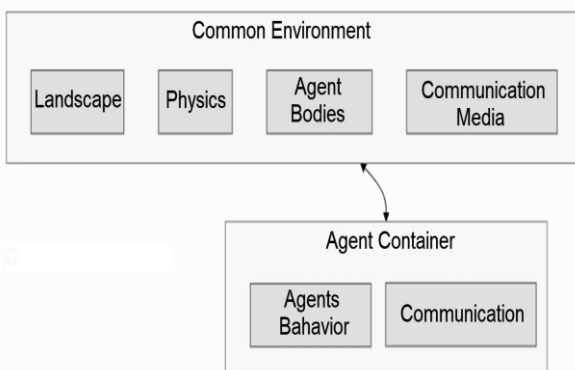 Common Environment
Landscape
Physics
Agent
Bodies
Communication
Media
Agent Container
C
Agents
Bahavior
Communication